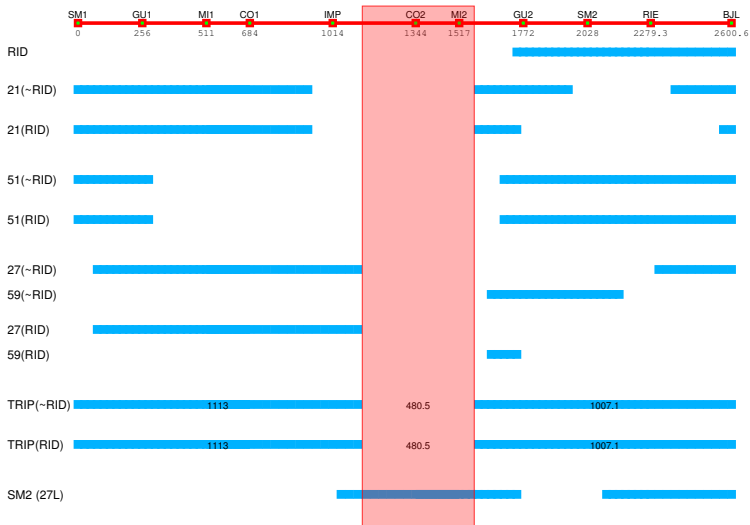 SM1 GU1 MI1 CO1 IMP CO2 MI2 GU2 SM2 RIE BJL
0 256 511 684 1014 1344 1517 1772 2028 2279.3 2600.6
RID
21(~RID)
21(RID)
51(~RID)
51(RID)
27(~RID)
59(~RID)
27(RID)
59(RID)
TRIP(~RID) 1113 480.5 1007.1
TRIP(RID) 1113 480.5 1007.1
SM2 (27L)